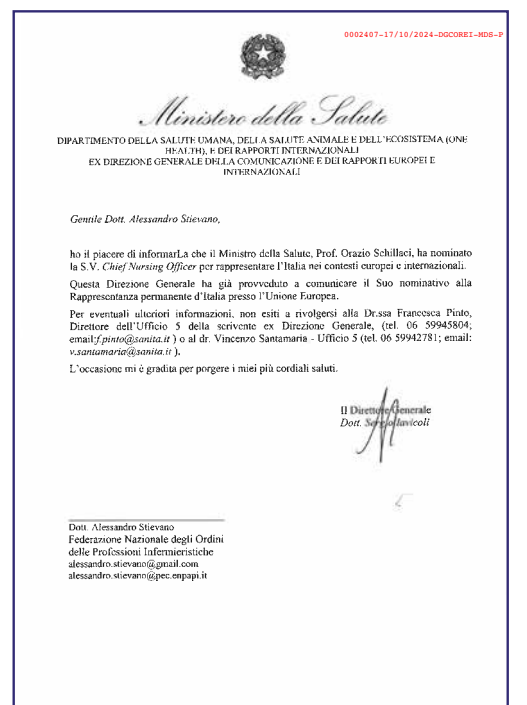 0002407-17/10/2024-DGCOREI-MDS-P
Ministero della Salute
DIPARTIMENTO DELLA SALUTE UMANA, DELLA SALUTE ANIMALE E DELL'ECOSISTEMA (ONE
HEALTH), E DEI RAPPORTI INTERNAZIONALI
EX DIREZIONE GENERALE DELLA COMUNICAZIONE E DEI RAPPORTI EUROPEI E
INTERNAZIONALI
Gentile Dott. Alessandro Stievano,
ho il piacere di informarLa che il Ministro della Salute, Prof. Orazio Schillaci, ha nominato
la S.V. Chief Nursing Officer per rappresentare l'Italia nei contesti europei e internazionali.
Questa Direzione Generale ha già provveduto a comunicare il Suo nominativo alla
Rappresentanza permanente d'Italia presso l'Unione Europea.
Per eventuali ulteriori informazioni, non esiti a rivolgersi alla Dr.ssa Francesca Pinto,
Direttore dell'Ufficio 5 della scrivente ex Direzione Generale, (tel. 06 59945804;
email:f.pinto@sanita.it ) o al dr. Vincenzo Santamaria - Ufficio 5 (tel. 06 59942781; email:
v.santamaria@sanita.it ).
L'occasione mi è gradita per porgere i miei più cordiali saluti.
Il Direttore Generale
Dott. Sergio Iavicoli
Dott. Alessandro Stievano
Federazione Nazionale degli Ordini
delle Professioni Infermieristiche
alessandro.stievano@gmail.com
alessandro.stievano@pec.enpapi.it